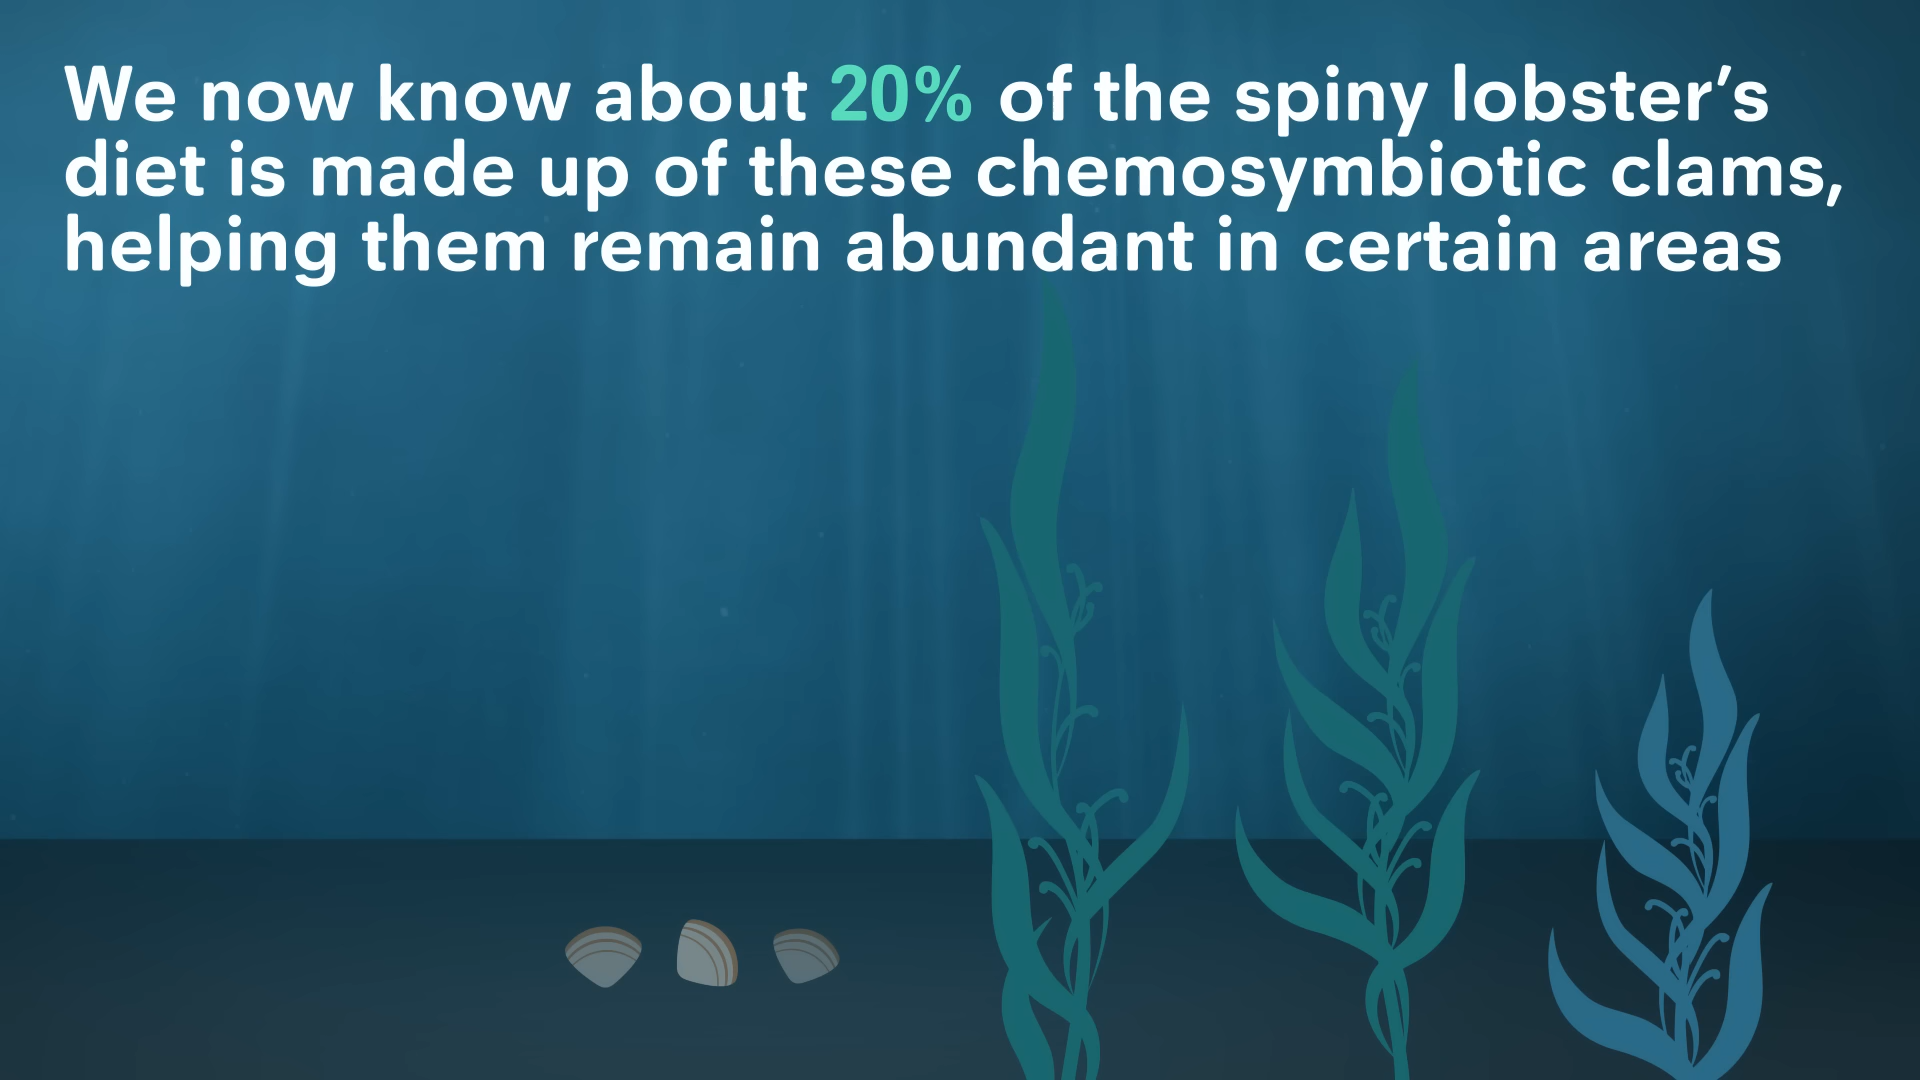 We now know about 20% of the spiny lobster’s
diet is made up of these chemosymbiotic clams,
helping them remain abundant in certain areas